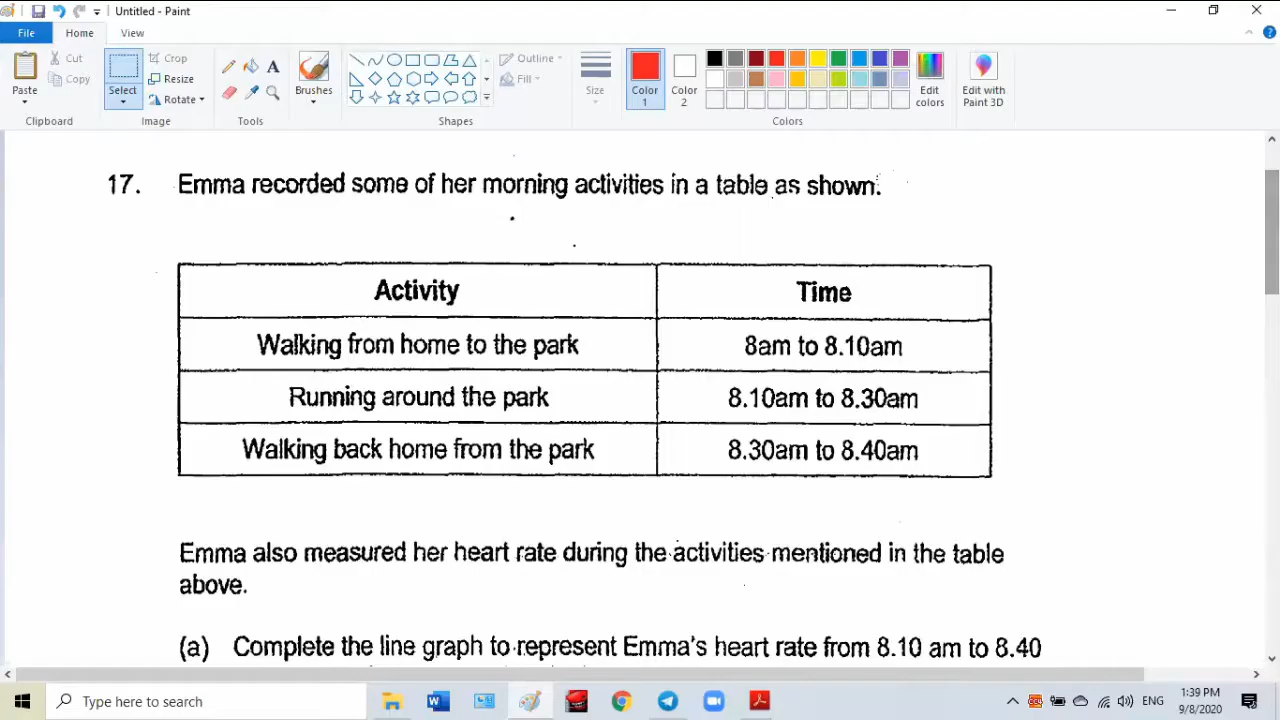 Untitled - Paint
File Home View
Paste
Cut
Copy
Clipboard
Select
Crop
Resize
Rotate
Image
Tools
Brushes
Shapes
Outline
Fill
Size
Color 1
Color 2
Colors
Edit colors
Edit with Paint 3D
17. Emma recorded some of her morning activities in a table as shown.
Activity Time
Walking from home to the park 8am to 8.10am
Running around the park 8.10am to 8.30am
Walking back home from the park 8.30am to 8.40am
Emma also measured her heart rate during the activities mentioned in the table
above.
(a) Complete the line graph to represent Emma's heart rate from 8.10 am to 8.40
Type here to search
ENG
1:39 PM
9/8/2020